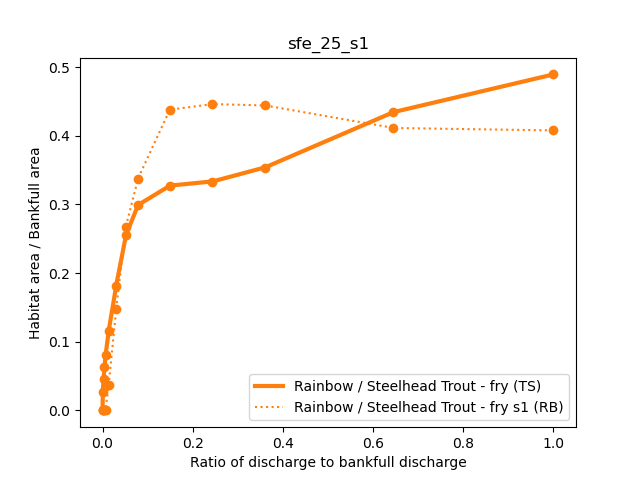 sfe_25_s1
Habitat area / Bankfull area
0.5
0.4
0.3
0.2
0.1
0.0
Rainbow / Steelhead Trout - fry (TS)
Rainbow / Steelhead Trout - fry s1 (RB)
0.0 0.2 0.4 0.6 0.8 1.0
Ratio of discharge to bankfull discharge